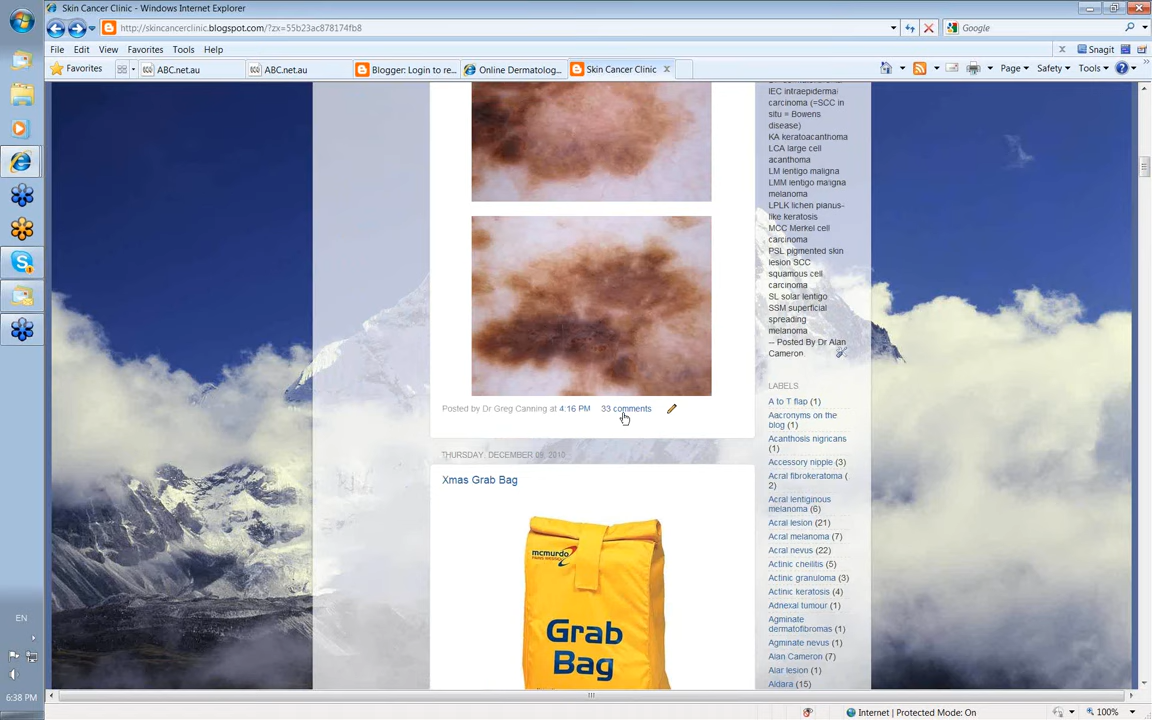 Skin Cancer Clinic - Windows Internet Explorer
http://skincancerclinic.blogspot.com/?zx=55b23ac878174fb8
Google
File Edit View Favorites Tools Help
Snagit
Favorites
ABC.net.au
ABC.net.au
Blogger: Login to re...
Online Dermatolog...
Skin Cancer Clinic
Page
Safety
Tools
IEC intraepidermal
carcinoma (=SCC in
situ = Bowens
disease)
KA keratoacanthoma
LCA large cell
acanthoma
LM lentigo maligna
LMM lentigo maligna
melanoma
LPLK lichen planus-
like keratosis
MCC Merkel cell
carcinoma
PSL pigmented skin
lesion SCC
squamous cell
carcinoma
SL solar lentigo
SSM superficial
spreading
melanoma
-- Posted By Dr Alan
Cameron
LABELS
A to T flap (1)
Aacronyms on the
blog (1)
Acanthosis nigricans
(1)
Accessory nipple (3)
Acral fibrokeratoma (
2)
Acral lentiginous
melanoma (6)
Acral lesion (21)
Acral melanoma (7)
Acral nevus (22)
Actinic cheilitis (5)
Actinic granuloma (3)
Actinic keratosis (4)
Adnexal tumour (1)
Agminate
dermatofibromas (1)
Agminate nevus (1)
Alan Cameron (7)
Alar lesion (1)
Aldara (15)
Posted by Dr Greg Canning at 4:16 PM 33 comments
THURSDAY, DECEMBER 09, 2010
Xmas Grab Bag
mcmurdo
Grab
Bag
EN
6:38 PM
Internet | Protected Mode: On
100%